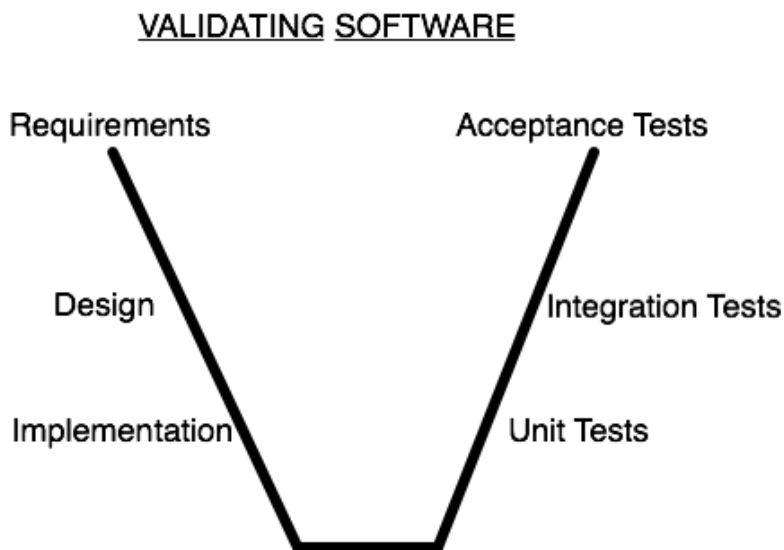 VALIDATING SOFTWARE
Requirements
Acceptance Tests
Design
Integration Tests
Implementation
Unit Tests